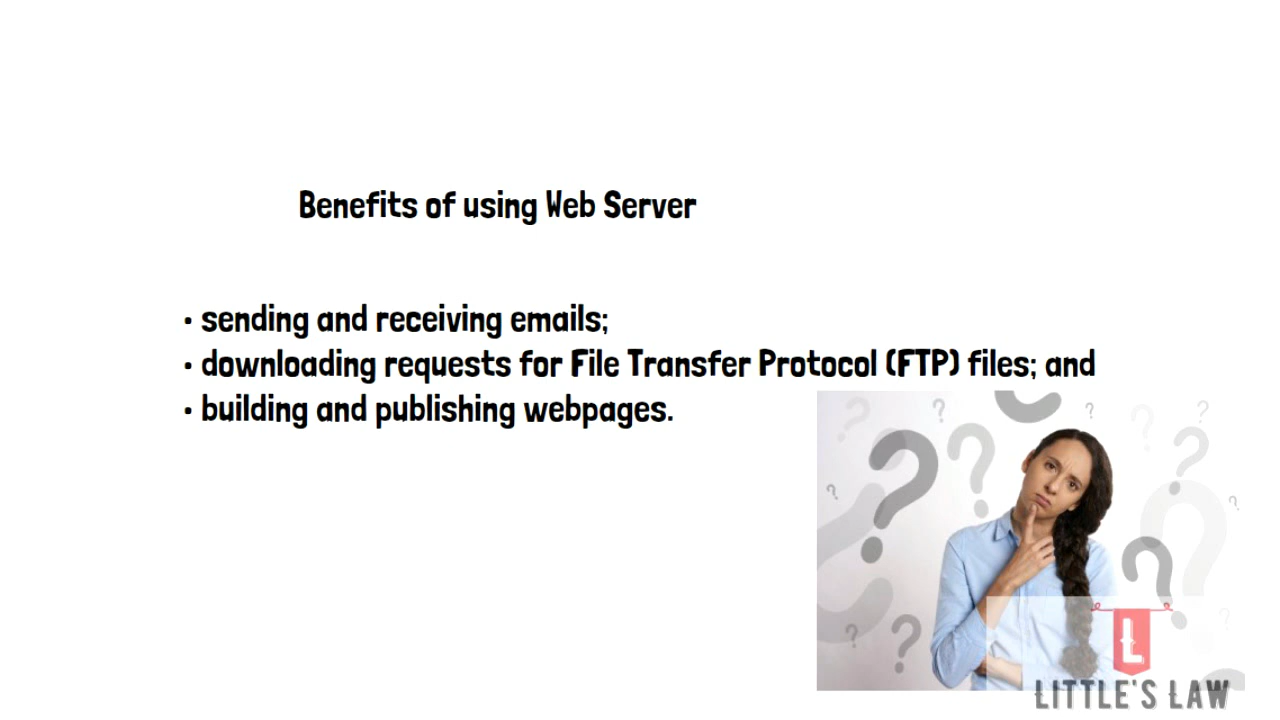 Benefits of using Web Server
• sending and receiving emails;
• downloading requests for File Transfer Protocol (FTP) files; and
• building and publishing webpages.
L
LITTLE'S LAW